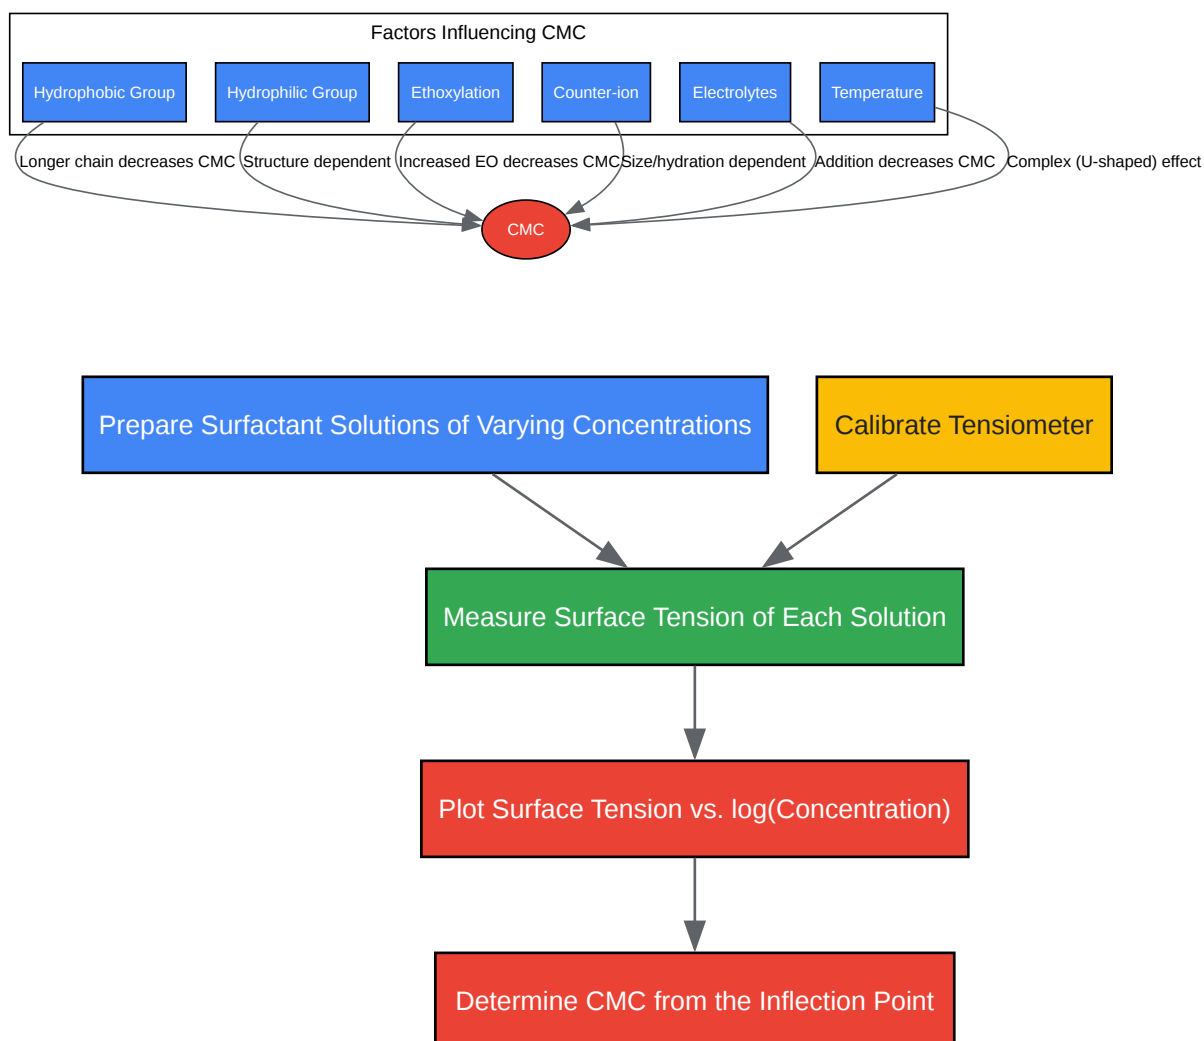 Factors Influencing CMC
Hydrophobic Group
Hydrophilic Group
Ethoxylation
Counter-ion
Electrolytes
Temperature
Longer chain decreases CMC
Structure dependent
Increased EO decreases CMC
Size/hydration dependent
Addition decreases CMC
Complex (U-shaped) effect
CMC
Prepare Surfactant Solutions of Varying Concentrations
Calibrate Tensiometer
Measure Surface Tension of Each Solution
Plot Surface Tension vs. log(Concentration)
Determine CMC from the Inflection Point